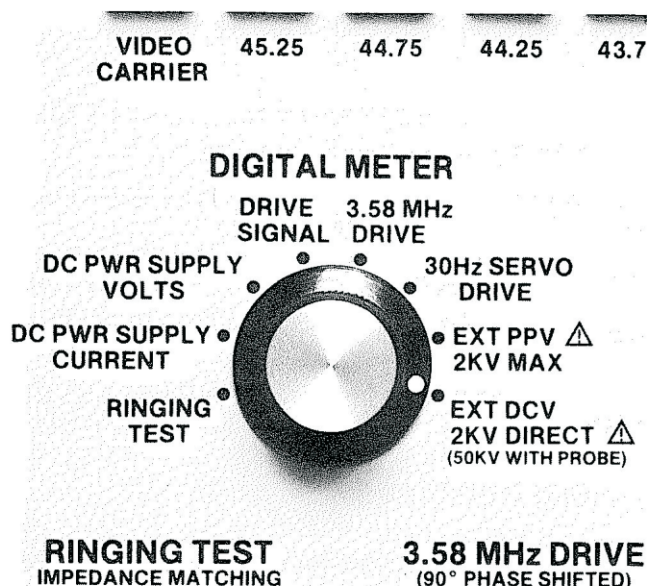 VIDEO CARRIER
45.25
44.75
44.25
43.7
DIGITAL METER
DRIVE SIGNAL
3.58 MHz DRIVE
DC PWR SUPPLY VOLTS
30Hz SERVO DRIVE
DC PWR SUPPLY CURRENT
EXT PPV ⚠
2KV MAX
RINGING TEST
EXT DCV
2KV DIRECT ⚠
(50KV WITH PROBE)
RINGING TEST
IMPEDANCE MATCHING
3.58 MHz DRIVE
(90° PHASE SHIFTED)